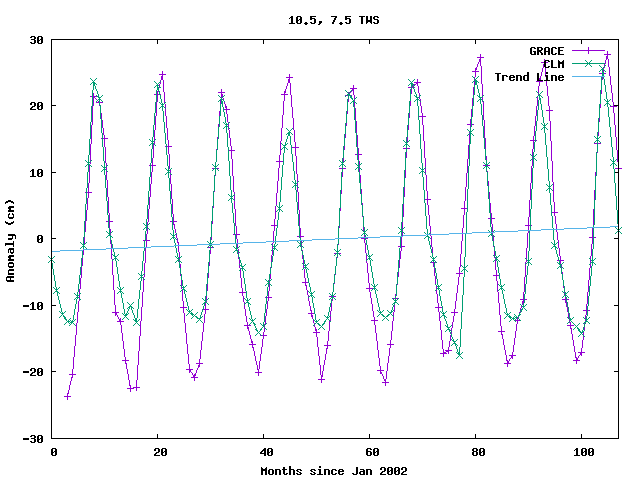 10.5, 7.5 TWS
GRACE
CLM
Trend Line
30
20
10
0
-10
-20
-30
Anomaly (cm)
0 20 40 60 80 100
Months since Jan 2002